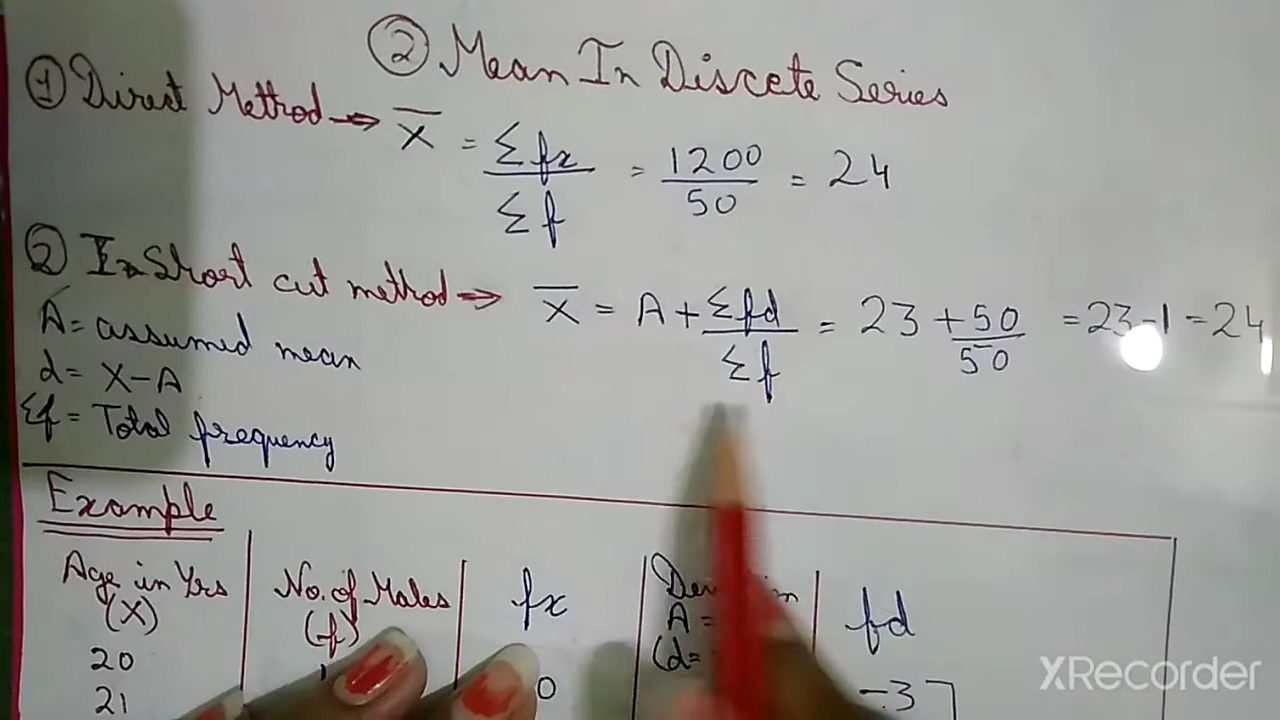 ② Mean In Discete Series
① Direct Method → X̄ = Σfx / Σf = 1200 / 50 = 24
② In Short cut method → X̄ = A + Σfd / Σf = 23 + 50 / 50 = 23 - 1 = 24
A = assumed mean
d = X - A
Σf = Total frequency
Example
Age in Yrs (X) No. of Males (f) fx A = (d= fd
20
21 0 -3
XRecorder